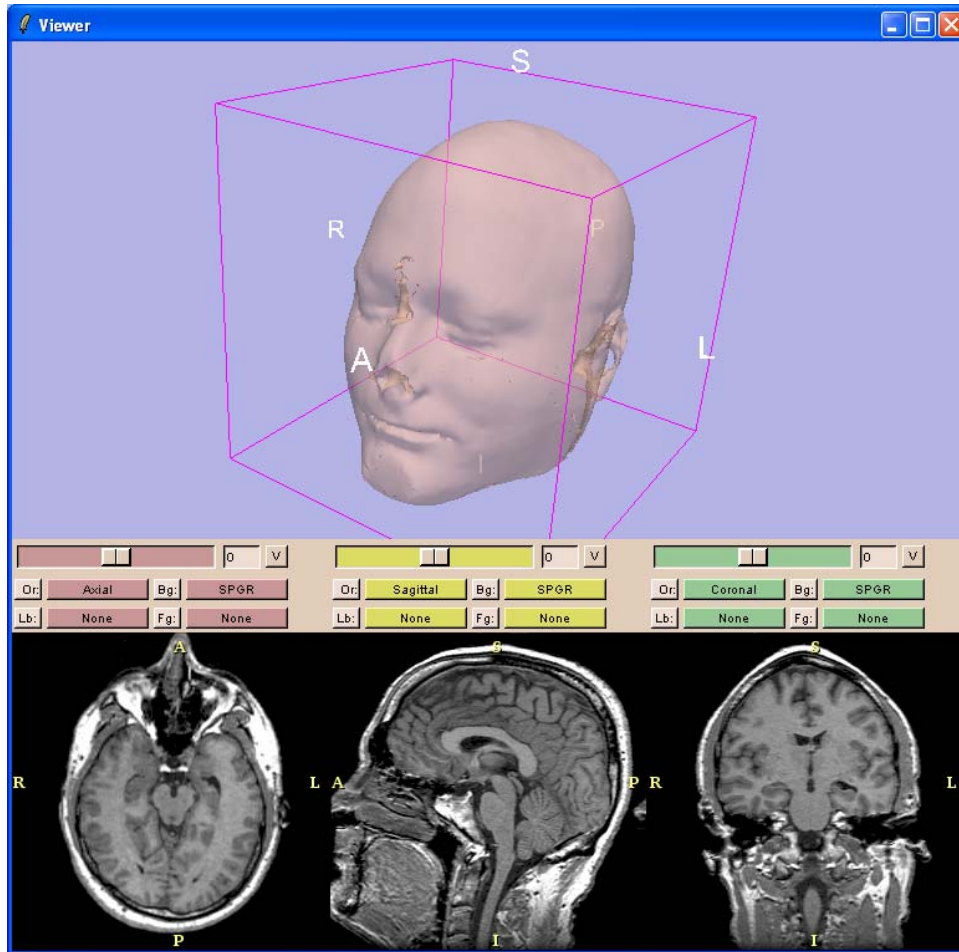 Viewer
S
R
P
A
L
I
0 V 0 V 0 V
Or: Axial Bg: SPGR Or: Sagittal Bg: SPGR Or: Coronal Bg: SPGR
Lb: None Fg: None Lb: None Fg: None Lb: None Fg: None
A S S
R L A P R L
P I I